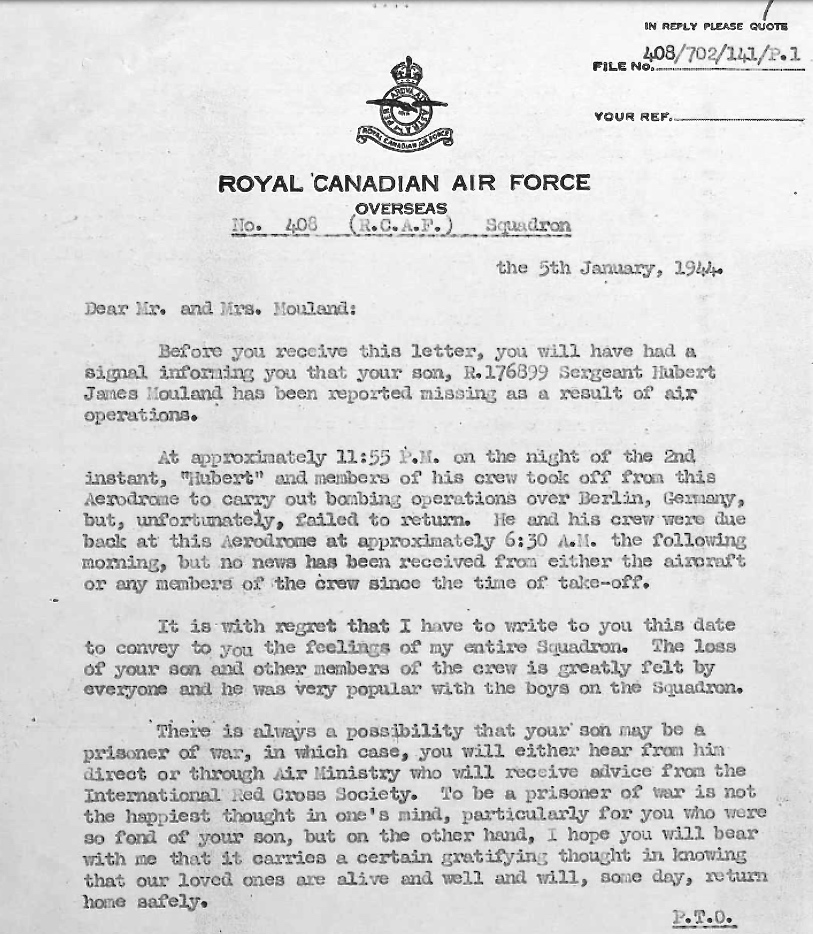 IN REPLY PLEASE QUOTE
FILE No. 408/702/141/P.1
YOUR REF.
PER ARDUA AD ASTRA
ROYAL CANADIAN AIR FORCE
ROYAL CANADIAN AIR FORCE
OVERSEAS
No. 408 (R.C.A.F.) Squadron
the 5th January, 1944.
Dear Mr. and Mrs. Mouland:
Before you receive this letter, you will have had a
signal informing you that your son, R.176899 Sergeant Hubert
James Mouland has been reported missing as a result of air
operations.
At approximately 11:55 P.M. on the night of the 2nd
instant, "Hubert" and members of his crew took off from this
Aerodrome to carry out bombing operations over Berlin, Germany,
but, unfortunately, failed to return. He and his crew were due
back at this Aerodrome at approximately 6:30 A.M. the following
morning, but no news has been received from either the aircraft
or any members of the crew since the time of take-off.
It is with regret that I have to write to you this date
to convey to you the feelings of my entire Squadron. The loss
of your son and other members of the crew is greatly felt by
everyone and he was very popular with the boys on the Squadron.
There is always a possibility that your son may be a
prisoner of war, in which case, you will either hear from him
direct or through Air Ministry who will receive advice from the
International Red Cross Society. To be a prisoner of war is not
the happiest thought in one's mind, particularly for you who were
so fond of your son, but on the other hand, I hope you will bear
with me that it carries a certain gratifying thought in knowing
that our loved ones are alive and well and will, some day, return
home safely.
P.T.O.